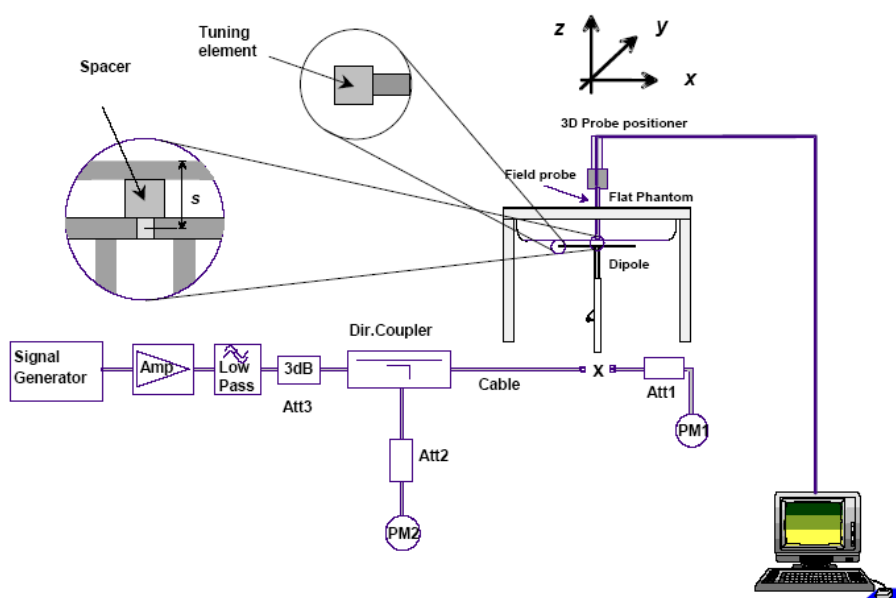 Tuning
element
Spacer
s
z
y
x
3D Probe positioner
Field probe
Flat Phantom
Dipole
Dir.Coupler
Signal
Generator
Amp
Low
Pass
3dB
Att3
Cable
X
Att1
PM1
Att2
PM2